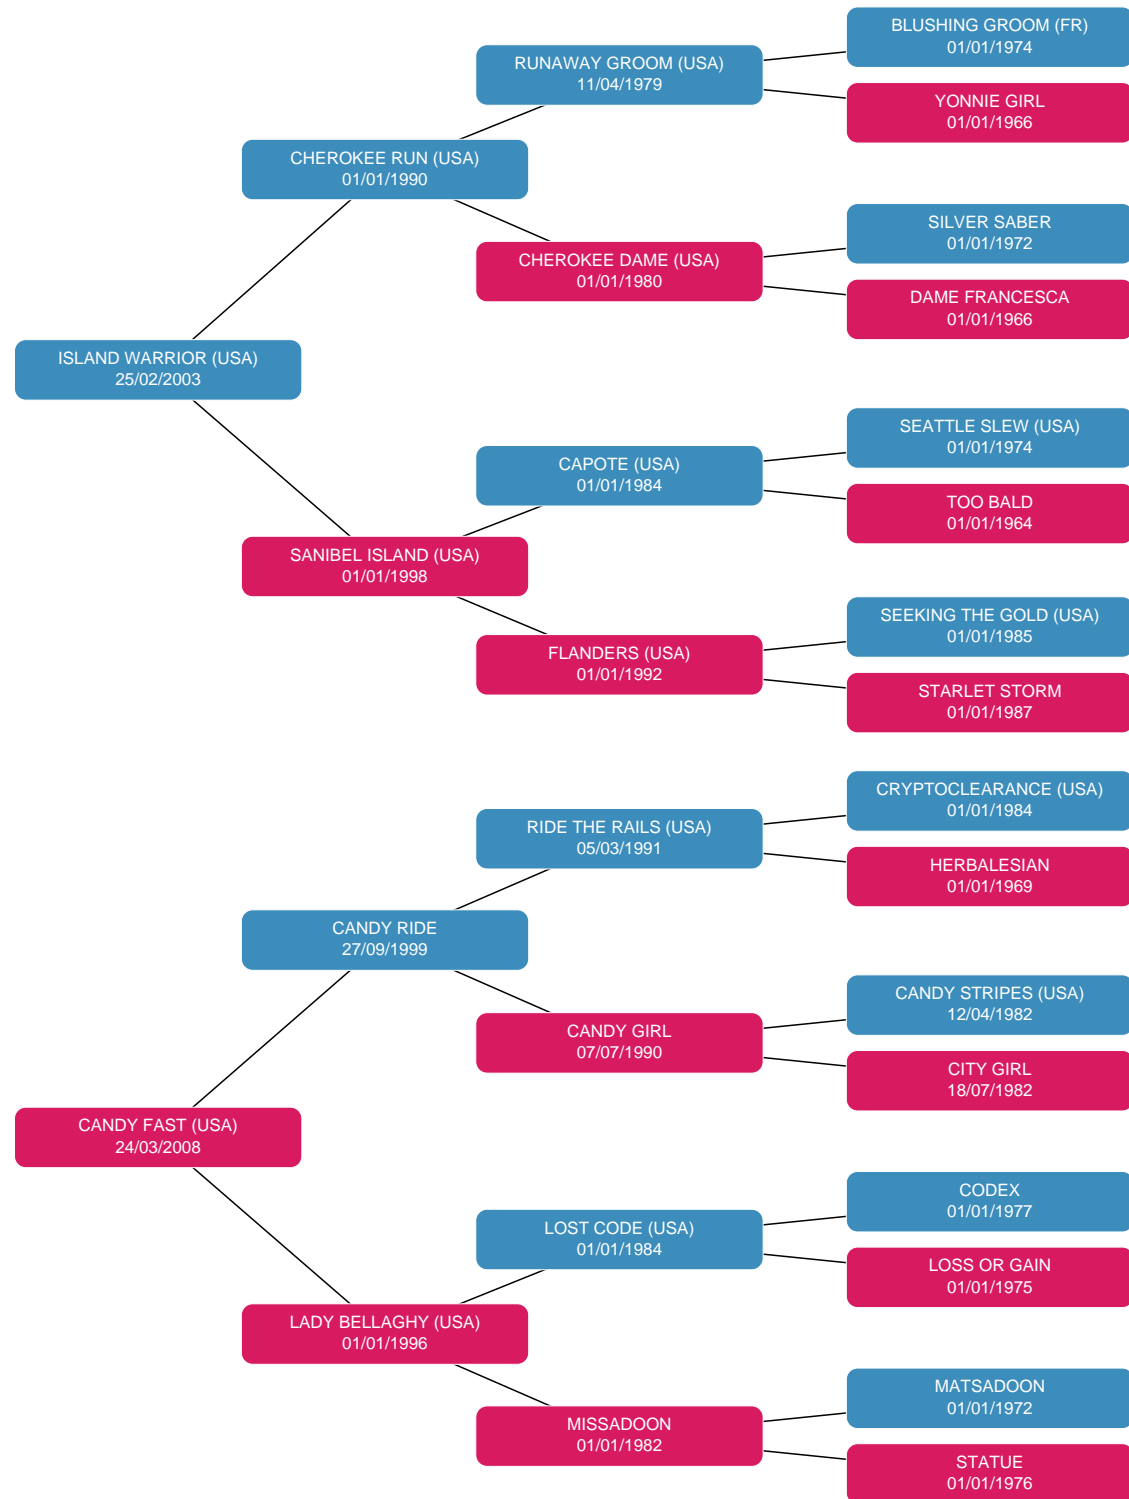 BLUSHING GROOM (FR)
01/01/1974
RUNAWAY GROOM (USA)
11/04/1979
YONNIE GIRL
01/01/1966
CHEROKEE RUN (USA)
01/01/1990
SILVER SABER
01/01/1972
CHEROKEE DAME (USA)
01/01/1980
DAME FRANCESCA
01/01/1966
ISLAND WARRIOR (USA)
25/02/2003
SEATTLE SLEW (USA)
01/01/1974
CAPOTE (USA)
01/01/1984
TOO BALD
01/01/1964
SANIBEL ISLAND (USA)
01/01/1998
SEEKING THE GOLD (USA)
01/01/1985
FLANDERS (USA)
01/01/1992
STARLET STORM
01/01/1987
CRYPTOCLEARANCE (USA)
01/01/1984
RIDE THE RAILS (USA)
05/03/1991
HERBALESIAN
01/01/1969
CANDY RIDE
27/09/1999
CANDY STRIPES (USA)
12/04/1982
CANDY GIRL
07/07/1990
CITY GIRL
18/07/1982
CANDY FAST (USA)
24/03/2008
CODEX
01/01/1977
LOST CODE (USA)
01/01/1984
LOSS OR GAIN
01/01/1975
LADY BELLAGHY (USA)
01/01/1996
MATSADOON
01/01/1972
MISSADOON
01/01/1982
STATUE
01/01/1976